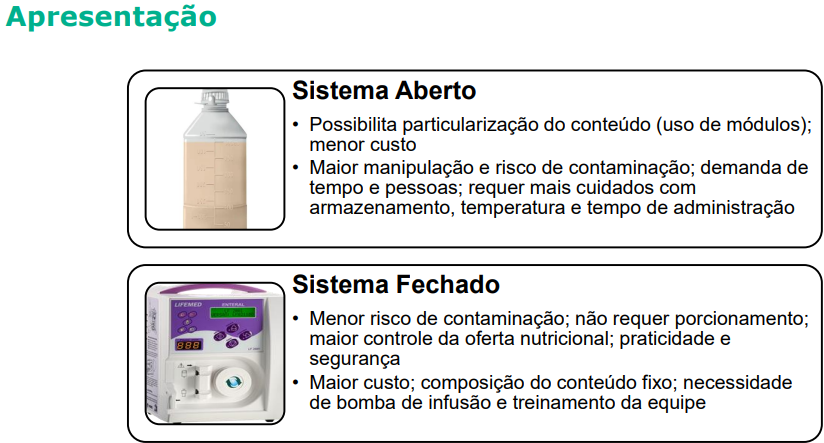 Apresentação
Sistema Aberto
• Possibilita particularização do conteúdo (uso de módulos);
menor custo
• Maior manipulação e risco de contaminação; demanda de
tempo e pessoas; requer mais cuidados com
armazenamento, temperatura e tempo de administração
Sistema Fechado
• Menor risco de contaminação; não requer porcionamento;
maior controle da oferta nutricional; praticidade e
segurança
• Maior custo; composição do conteúdo fixo; necessidade
de bomba de infusão e treinamento da equipe
LIFEMED ENTERAL